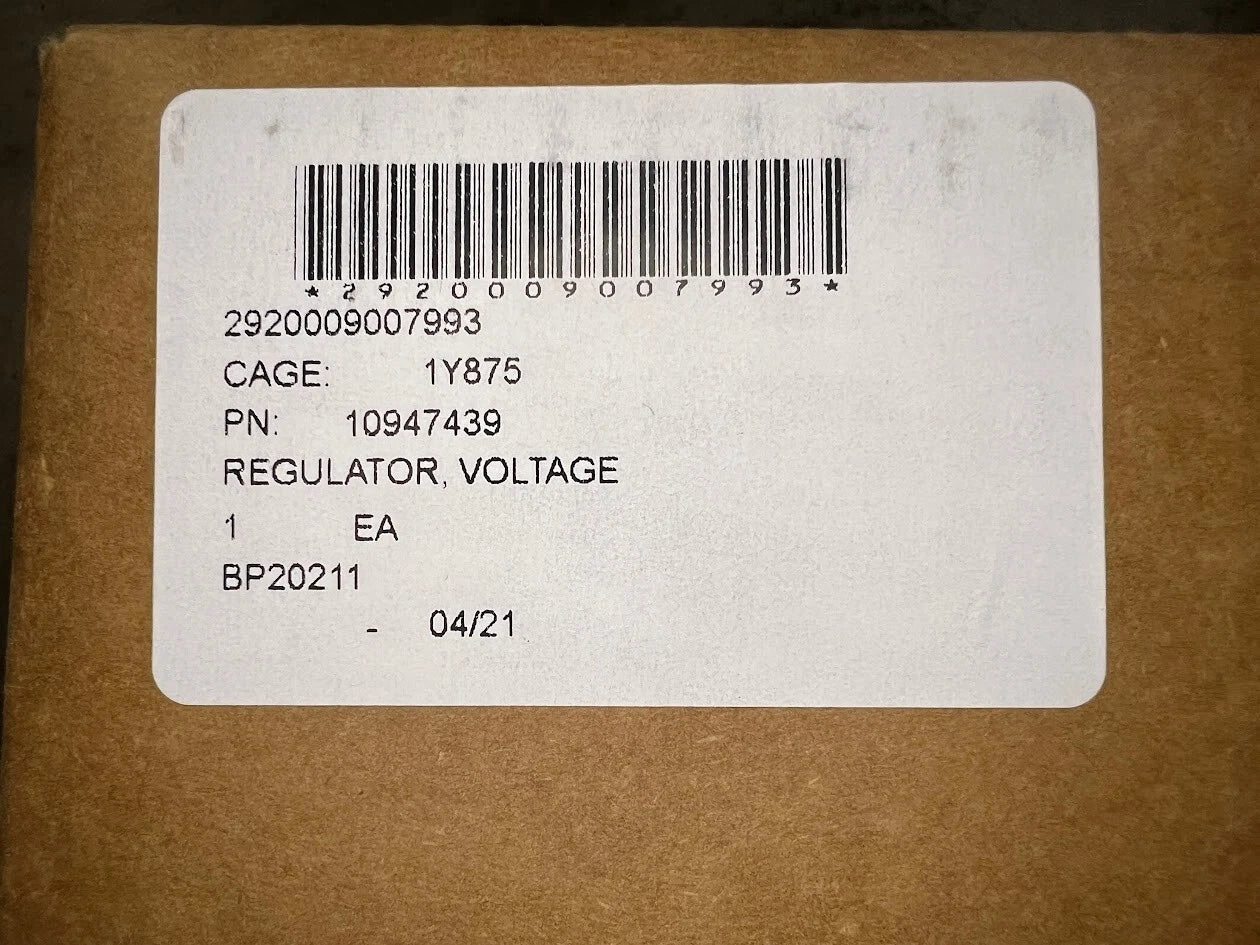 *2920009007993*
2920009007993
CAGE: 1Y875
PN: 10947439
REGULATOR, VOLTAGE
1 EA
BP20211
- 04/21